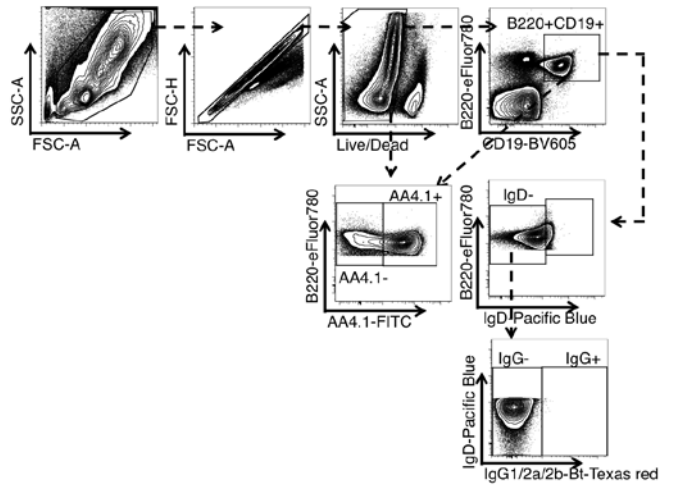 SSC-A
FSC-A
FSC-H
FSC-A
SSC-A
Live/Dead
B220-eFluor780
B220+CD19+
CD19-BV605
B220-eFluor780
AA4.1+
AA4.1-
AA4.1-FITC
B220-eFluor780
IgD-
IgD-Pacific Blue
IgD-Pacific Blue
IgG-
IgG+
IgG1/2a/2b-Bt-Texas red